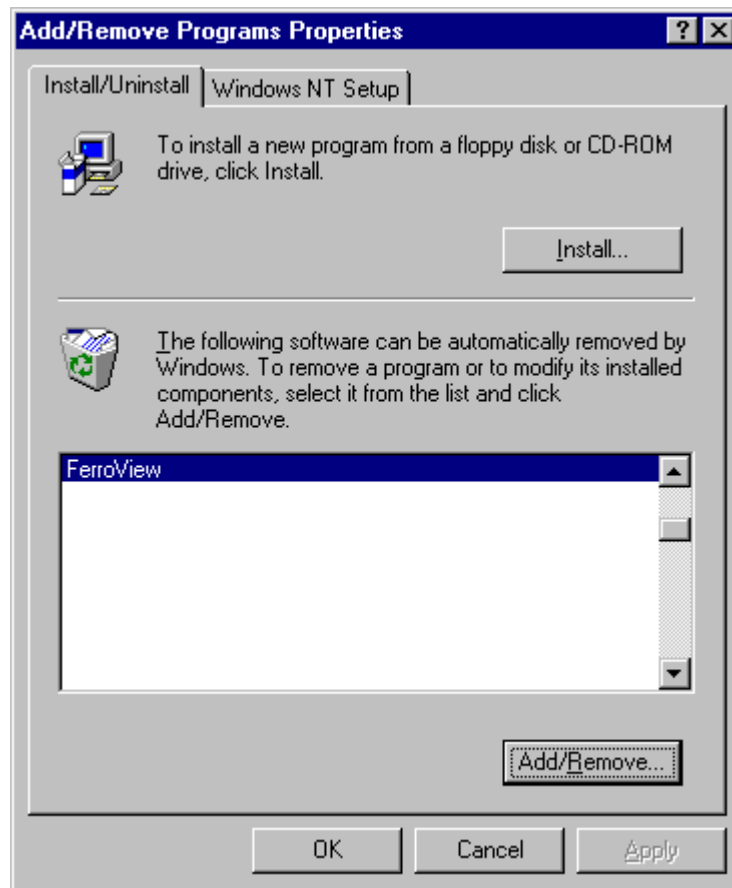 Add/Remove Programs Properties
Install/Uninstall
Windows NT Setup
To install a new program from a floppy disk or CD-ROM
drive, click Install.
Install...
The following software can be automatically removed by
Windows. To remove a program or to modify its installed
components, select it from the list and click
Add/Remove.
FerroView
Add/Remove...
OK
Cancel
Apply